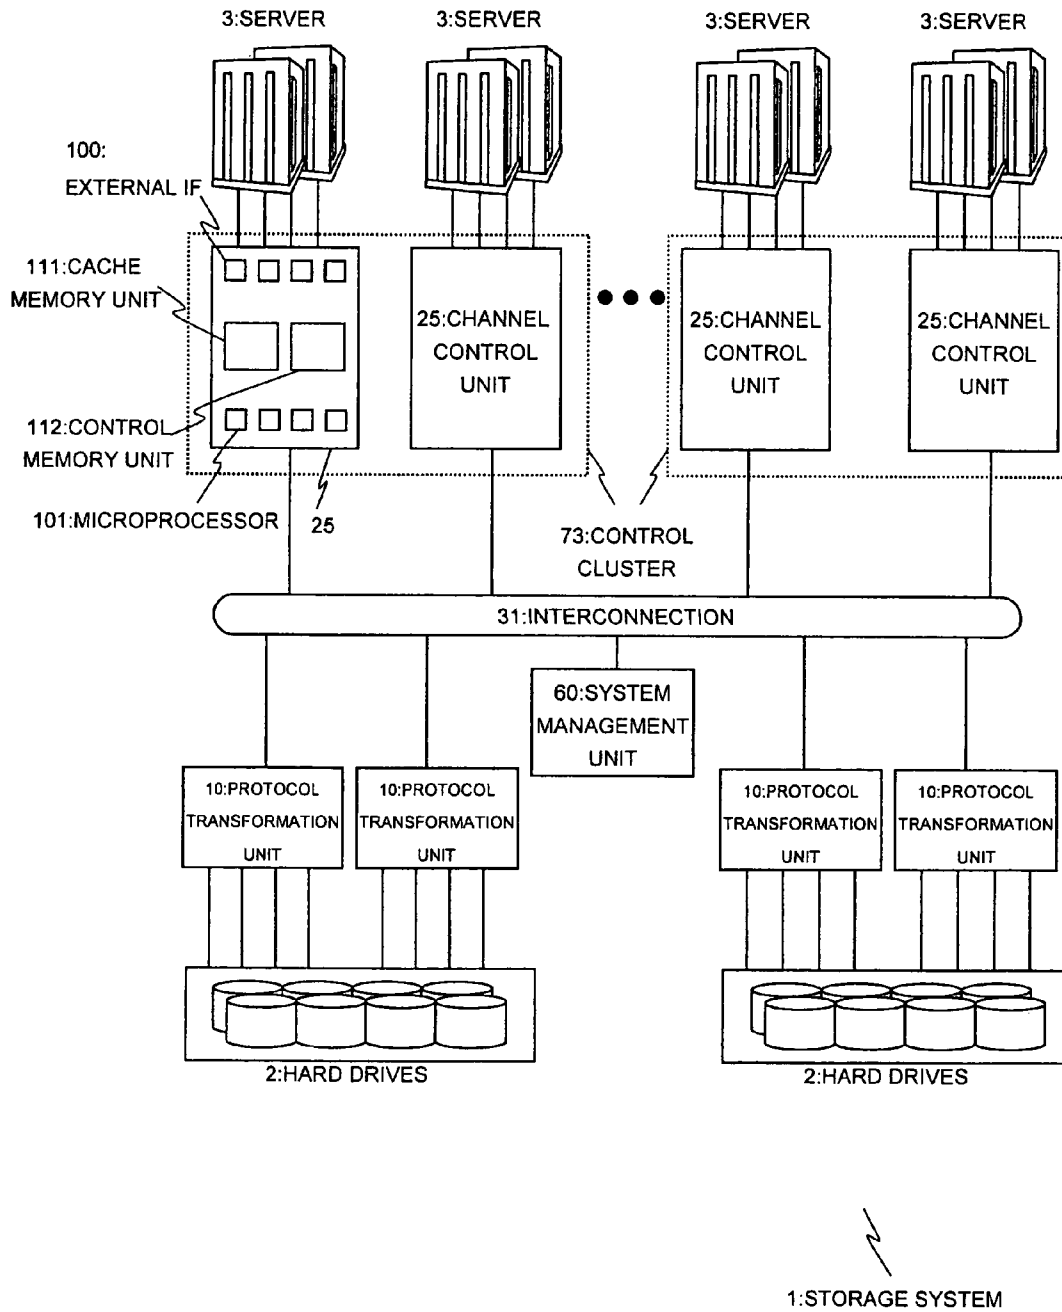 3:SERVER
3:SERVER
3:SERVER
3:SERVER
100:
EXTERNAL IF
111:CACHE
MEMORY UNIT
112:CONTROL
MEMORY UNIT
101:MICROPROCESSOR
25
25:CHANNEL
CONTROL
UNIT
25:CHANNEL
CONTROL
UNIT
25:CHANNEL
CONTROL
UNIT
73:CONTROL
CLUSTER
31:INTERCONNECTION
60:SYSTEM
MANAGEMENT
UNIT
10:PROTOCOL
TRANSFORMATION
UNIT
10:PROTOCOL
TRANSFORMATION
UNIT
10:PROTOCOL
TRANSFORMATION
UNIT
10:PROTOCOL
TRANSFORMATION
UNIT
2:HARD DRIVES
2:HARD DRIVES
1:STORAGE SYSTEM